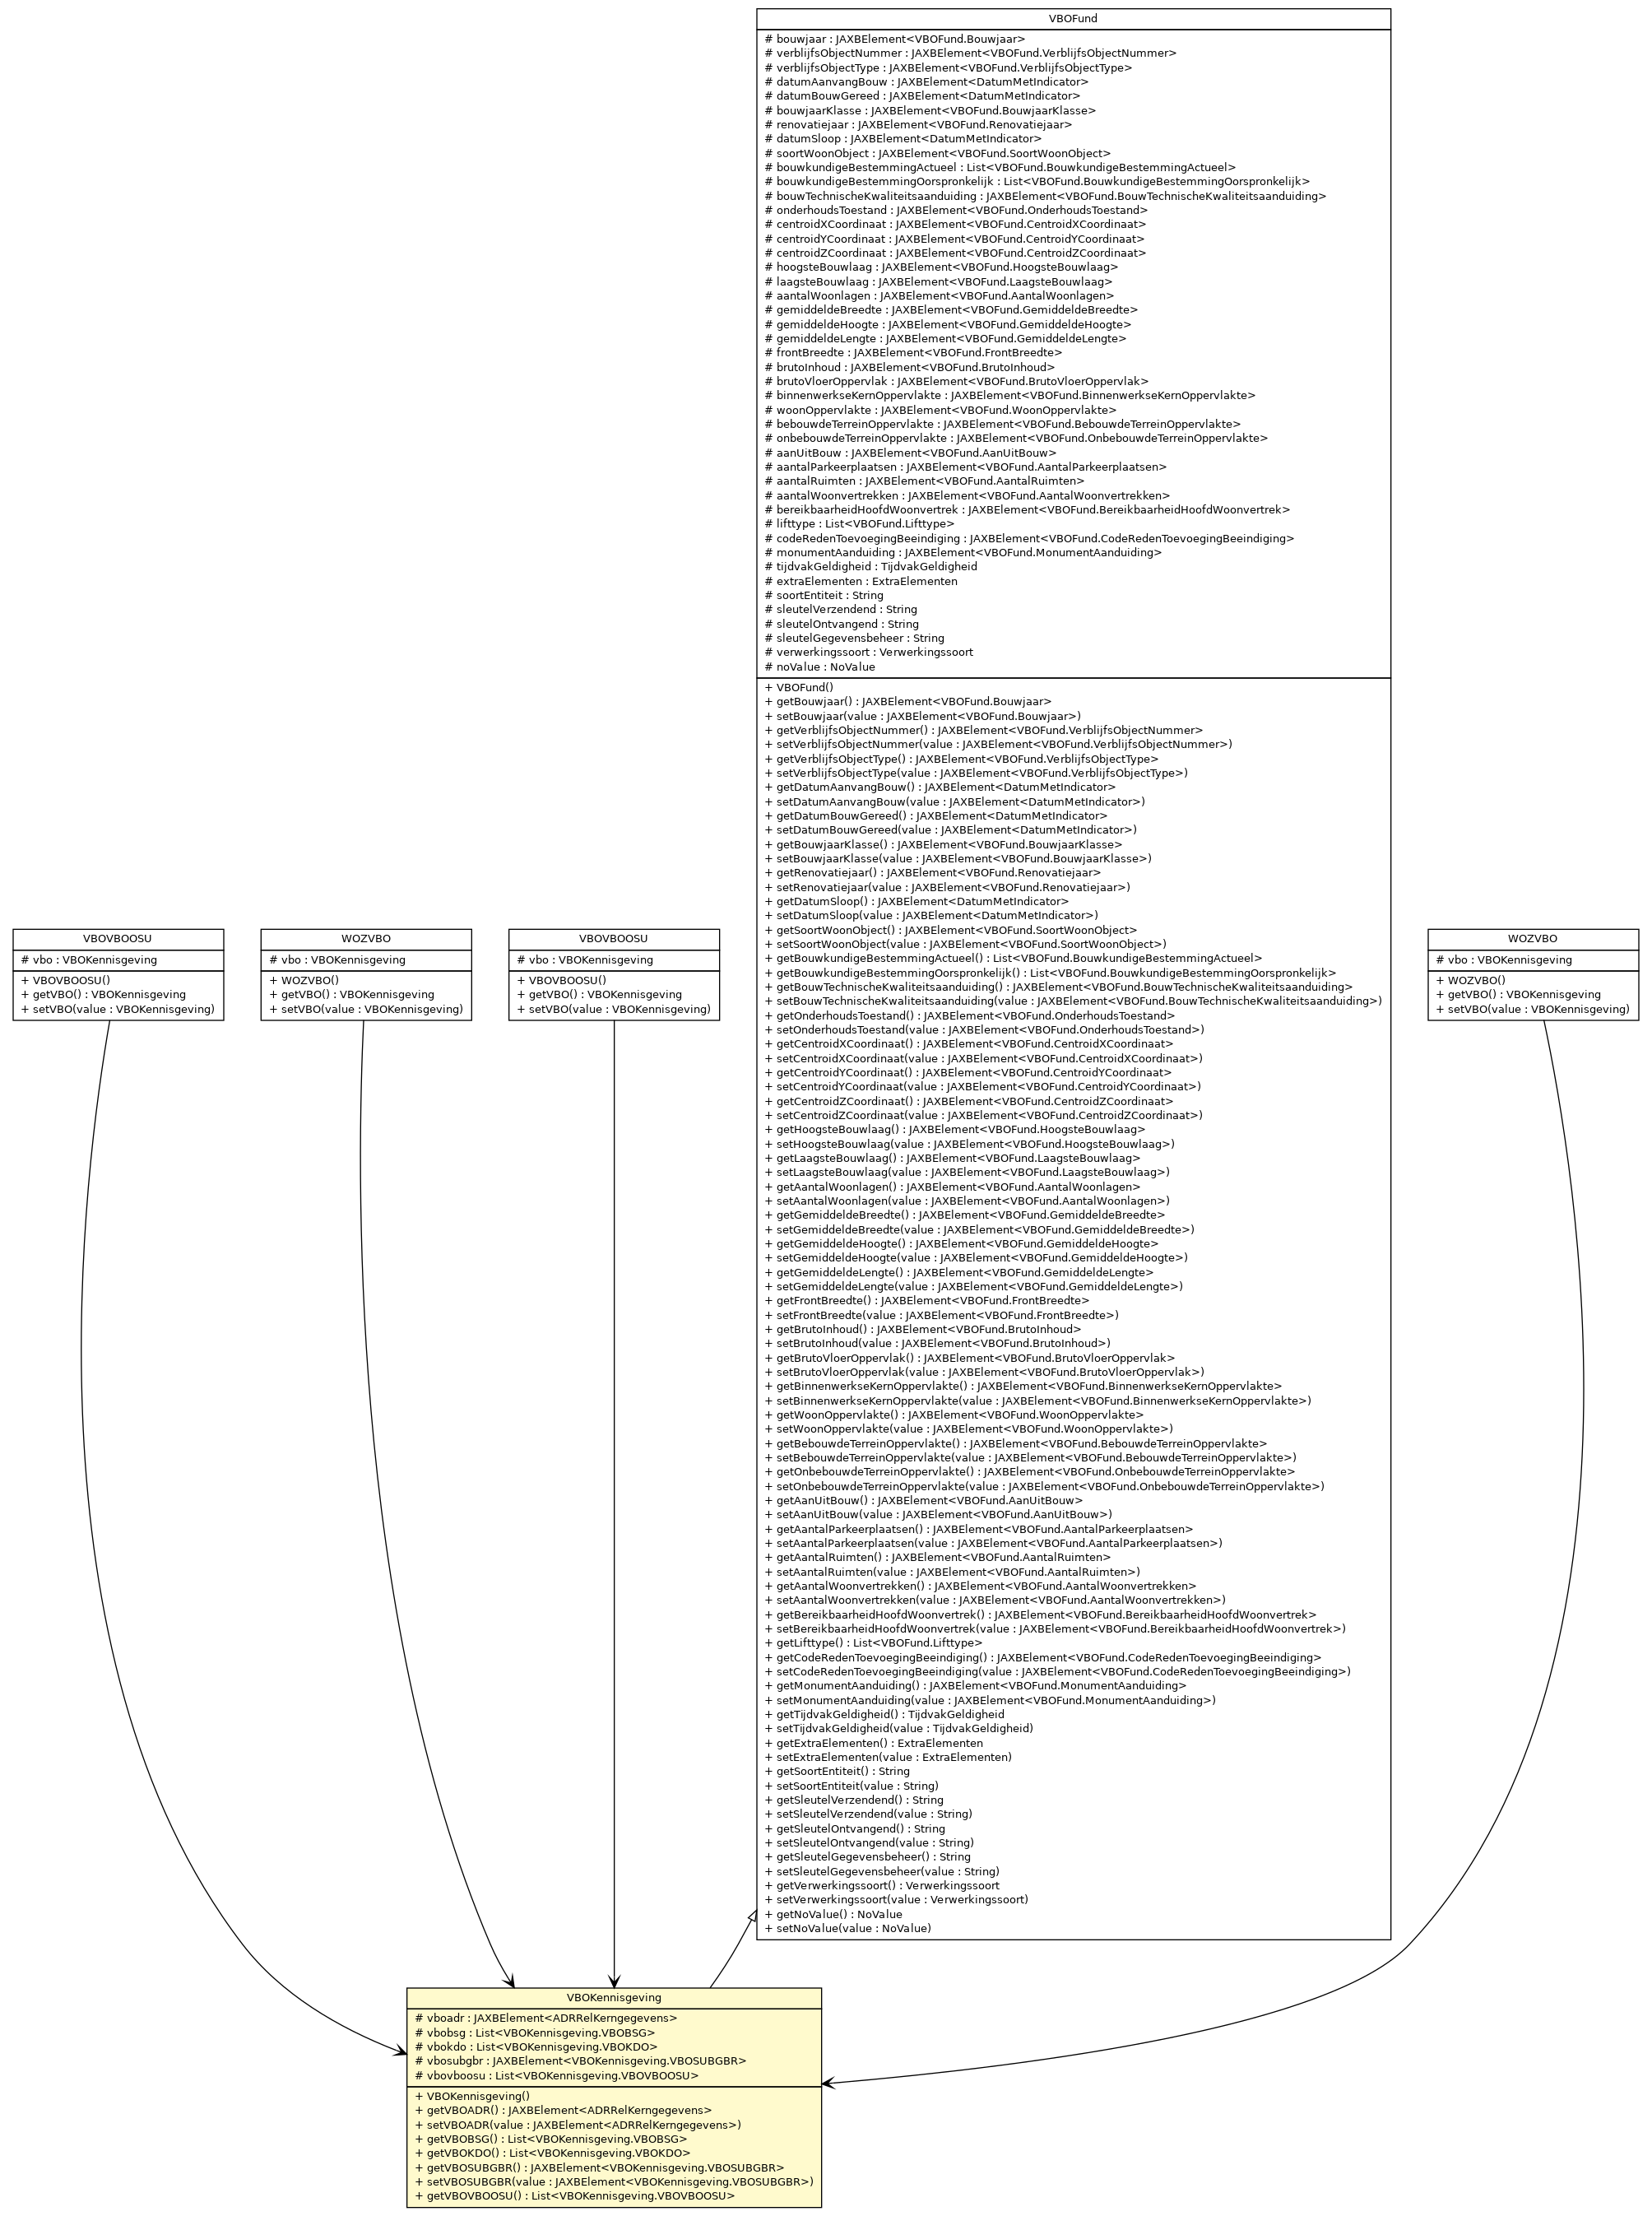 VBOFund
# bouwjaar : JAXBElement<VBOFund.Bouwjaar>
# verblijfsObjectNummer : JAXBElement<VBOFund.VerblijfsObjectNummer>
# verblijfsObjectType : JAXBElement<VBOFund.VerblijfsObjectType>
# datumAanvangBouw : JAXBElement<DatumMetIndicator>
# datumBouwGereed : JAXBElement<DatumMetIndicator>
# bouwjaarKlasse : JAXBElement<VBOFund.BouwjaarKlasse>
# renovatiejaar : JAXBElement<VBOFund.Renovatiejaar>
# datumSloop : JAXBElement<DatumMetIndicator>
# soortWoonObject : JAXBElement<VBOFund.SoortWoonObject>
# bouwkundigeBestemmingActueel : List<VBOFund.BouwkundigeBestemmingActueel>
# bouwkundigeBestemmingOorspronkelijk : List<VBOFund.BouwkundigeBestemmingOorspronkelijk>
# bouwTechnischeKwaliteitsaanduiding : JAXBElement<VBOFund.BouwTechnischeKwaliteitsaanduiding>
# onderhoudsToestand : JAXBElement<VBOFund.OnderhoudsToestand>
# centroidXCoordinaat : JAXBElement<VBOFund.CentroidXCoordinaat>
# centroidYCoordinaat : JAXBElement<VBOFund.CentroidYCoordinaat>
# centroidZCoordinaat : JAXBElement<VBOFund.CentroidZCoordinaat>
# hoogsteBouwlaag : JAXBElement<VBOFund.HoogsteBouwlaag>
# laagsteBouwlaag : JAXBElement<VBOFund.LaagsteBouwlaag>
# aantalWoonlagen : JAXBElement<VBOFund.AantalWoonlagen>
# gemiddeldeBreedte : JAXBElement<VBOFund.GemiddeldeBreedte>
# gemiddeldeHoogte : JAXBElement<VBOFund.GemiddeldeHoogte>
# gemiddeldeLengte : JAXBElement<VBOFund.GemiddeldeLengte>
# frontBreedte : JAXBElement<VBOFund.FrontBreedte>
# brutoInhoud : JAXBElement<VBOFund.BrutoInhoud>
# brutoVloerOppervlak : JAXBElement<VBOFund.BrutoVloerOppervlak>
# binnenwerkseKernOppervlakte : JAXBElement<VBOFund.BinnenwerkseKernOppervlakte>
# woonOppervlakte : JAXBElement<VBOFund.WoonOppervlakte>
# bebouwdeTerreinOppervlakte : JAXBElement<VBOFund.BebouwdeTerreinOppervlakte>
# onbebouwdeTerreinOppervlakte : JAXBElement<VBOFund.OnbebouwdeTerreinOppervlakte>
# aanUitBouw : JAXBElement<VBOFund.AanUitBouw>
# aantalParkeerplaatsen : JAXBElement<VBOFund.AantalParkeerplaatsen>
# aantalRuimten : JAXBElement<VBOFund.AantalRuimten>
# aantalWoonvertrekken : JAXBElement<VBOFund.AantalWoonvertrekken>
# bereikbaarheidHoofdWoonvertrek : JAXBElement<VBOFund.BereikbaarheidHoofdWoonvertrek>
# lifttype : List<VBOFund.Lifttype>
# codeRedenToevoegingBeeindiging : JAXBElement<VBOFund.CodeRedenToevoegingBeeindiging>
# monumentAanduiding : JAXBElement<VBOFund.MonumentAanduiding>
# tijdvakGeldigheid : TijdvakGeldigheid
# extraElementen : ExtraElementen
# soortEntiteit : String
# sleutelVerzendend : String
# sleutelOntvangend : String
# sleutelGegevensbeheer : String
# verwerkingssoort : Verwerkingssoort
# noValue : NoValue
+ VBOFund()
+ getBouwjaar() : JAXBElement<VBOFund.Bouwjaar>
+ setBouwjaar(value : JAXBElement<VBOFund.Bouwjaar>)
+ getVerblijfsObjectNummer() : JAXBElement<VBOFund.VerblijfsObjectNummer>
+ setVerblijfsObjectNummer(value : JAXBElement<VBOFund.VerblijfsObjectNummer>)
+ getVerblijfsObjectType() : JAXBElement<VBOFund.VerblijfsObjectType>
+ setVerblijfsObjectType(value : JAXBElement<VBOFund.VerblijfsObjectType>)
+ getDatumAanvangBouw() : JAXBElement<DatumMetIndicator>
+ setDatumAanvangBouw(value : JAXBElement<DatumMetIndicator>)
+ getDatumBouwGereed() : JAXBElement<DatumMetIndicator>
+ setDatumBouwGereed(value : JAXBElement<DatumMetIndicator>)
+ getBouwjaarKlasse() : JAXBElement<VBOFund.BouwjaarKlasse>
+ setBouwjaarKlasse(value : JAXBElement<VBOFund.BouwjaarKlasse>)
+ getRenovatiejaar() : JAXBElement<VBOFund.Renovatiejaar>
+ setRenovatiejaar(value : JAXBElement<VBOFund.Renovatiejaar>)
+ getDatumSloop() : JAXBElement<DatumMetIndicator>
+ setDatumSloop(value : JAXBElement<DatumMetIndicator>)
+ getSoortWoonObject() : JAXBElement<VBOFund.SoortWoonObject>
+ setSoortWoonObject(value : JAXBElement<VBOFund.SoortWoonObject>)
+ getBouwkundigeBestemmingActueel() : List<VBOFund.BouwkundigeBestemmingActueel>
+ getBouwkundigeBestemmingOorspronkelijk() : List<VBOFund.BouwkundigeBestemmingOorspronkelijk>
+ getBouwTechnischeKwaliteitsaanduiding() : JAXBElement<VBOFund.BouwTechnischeKwaliteitsaanduiding>
+ setBouwTechnischeKwaliteitsaanduiding(value : JAXBElement<VBOFund.BouwTechnischeKwaliteitsaanduiding>)
+ getOnderhoudsToestand() : JAXBElement<VBOFund.OnderhoudsToestand>
+ setOnderhoudsToestand(value : JAXBElement<VBOFund.OnderhoudsToestand>)
+ getCentroidXCoordinaat() : JAXBElement<VBOFund.CentroidXCoordinaat>
+ setCentroidXCoordinaat(value : JAXBElement<VBOFund.CentroidXCoordinaat>)
+ getCentroidYCoordinaat() : JAXBElement<VBOFund.CentroidYCoordinaat>
+ setCentroidYCoordinaat(value : JAXBElement<VBOFund.CentroidYCoordinaat>)
+ getCentroidZCoordinaat() : JAXBElement<VBOFund.CentroidZCoordinaat>
+ setCentroidZCoordinaat(value : JAXBElement<VBOFund.CentroidZCoordinaat>)
+ getHoogsteBouwlaag() : JAXBElement<VBOFund.HoogsteBouwlaag>
+ setHoogsteBouwlaag(value : JAXBElement<VBOFund.HoogsteBouwlaag>)
+ getLaagsteBouwlaag() : JAXBElement<VBOFund.LaagsteBouwlaag>
+ setLaagsteBouwlaag(value : JAXBElement<VBOFund.LaagsteBouwlaag>)
+ getAantalWoonlagen() : JAXBElement<VBOFund.AantalWoonlagen>
+ setAantalWoonlagen(value : JAXBElement<VBOFund.AantalWoonlagen>)
+ getGemiddeldeBreedte() : JAXBElement<VBOFund.GemiddeldeBreedte>
+ setGemiddeldeBreedte(value : JAXBElement<VBOFund.GemiddeldeBreedte>)
+ getGemiddeldeHoogte() : JAXBElement<VBOFund.GemiddeldeHoogte>
+ setGemiddeldeHoogte(value : JAXBElement<VBOFund.GemiddeldeHoogte>)
+ getGemiddeldeLengte() : JAXBElement<VBOFund.GemiddeldeLengte>
+ setGemiddeldeLengte(value : JAXBElement<VBOFund.GemiddeldeLengte>)
+ getFrontBreedte() : JAXBElement<VBOFund.FrontBreedte>
+ setFrontBreedte(value : JAXBElement<VBOFund.FrontBreedte>)
+ getBrutoInhoud() : JAXBElement<VBOFund.BrutoInhoud>
+ setBrutoInhoud(value : JAXBElement<VBOFund.BrutoInhoud>)
+ getBrutoVloerOppervlak() : JAXBElement<VBOFund.BrutoVloerOppervlak>
+ setBrutoVloerOppervlak(value : JAXBElement<VBOFund.BrutoVloerOppervlak>)
+ getBinnenwerkseKernOppervlakte() : JAXBElement<VBOFund.BinnenwerkseKernOppervlakte>
+ setBinnenwerkseKernOppervlakte(value : JAXBElement<VBOFund.BinnenwerkseKernOppervlakte>)
+ getWoonOppervlakte() : JAXBElement<VBOFund.WoonOppervlakte>
+ setWoonOppervlakte(value : JAXBElement<VBOFund.WoonOppervlakte>)
+ getBebouwdeTerreinOppervlakte() : JAXBElement<VBOFund.BebouwdeTerreinOppervlakte>
+ setBebouwdeTerreinOppervlakte(value : JAXBElement<VBOFund.BebouwdeTerreinOppervlakte>)
+ getOnbebouwdeTerreinOppervlakte() : JAXBElement<VBOFund.OnbebouwdeTerreinOppervlakte>
+ setOnbebouwdeTerreinOppervlakte(value : JAXBElement<VBOFund.OnbebouwdeTerreinOppervlakte>)
+ getAanUitBouw() : JAXBElement<VBOFund.AanUitBouw>
+ setAanUitBouw(value : JAXBElement<VBOFund.AanUitBouw>)
+ getAantalParkeerplaatsen() : JAXBElement<VBOFund.AantalParkeerplaatsen>
+ setAantalParkeerplaatsen(value : JAXBElement<VBOFund.AantalParkeerplaatsen>)
+ getAantalRuimten() : JAXBElement<VBOFund.AantalRuimten>
+ setAantalRuimten(value : JAXBElement<VBOFund.AantalRuimten>)
+ getAantalWoonvertrekken() : JAXBElement<VBOFund.AantalWoonvertrekken>
+ setAantalWoonvertrekken(value : JAXBElement<VBOFund.AantalWoonvertrekken>)
+ getBereikbaarheidHoofdWoonvertrek() : JAXBElement<VBOFund.BereikbaarheidHoofdWoonvertrek>
+ setBereikbaarheidHoofdWoonvertrek(value : JAXBElement<VBOFund.BereikbaarheidHoofdWoonvertrek>)
+ getLifttype() : List<VBOFund.Lifttype>
+ getCodeRedenToevoegingBeeindiging() : JAXBElement<VBOFund.CodeRedenToevoegingBeeindiging>
+ setCodeRedenToevoegingBeeindiging(value : JAXBElement<VBOFund.CodeRedenToevoegingBeeindiging>)
+ getMonumentAanduiding() : JAXBElement<VBOFund.MonumentAanduiding>
+ setMonumentAanduiding(value : JAXBElement<VBOFund.MonumentAanduiding>)
+ getTijdvakGeldigheid() : TijdvakGeldigheid
+ setTijdvakGeldigheid(value : TijdvakGeldigheid)
+ getExtraElementen() : ExtraElementen
+ setExtraElementen(value : ExtraElementen)
+ getSoortEntiteit() : String
+ setSoortEntiteit(value : String)
+ getSleutelVerzendend() : String
+ setSleutelVerzendend(value : String)
+ getSleutelOntvangend() : String
+ setSleutelOntvangend(value : String)
+ getSleutelGegevensbeheer() : String
+ setSleutelGegevensbeheer(value : String)
+ getVerwerkingssoort() : Verwerkingssoort
+ setVerwerkingssoort(value : Verwerkingssoort)
+ getNoValue() : NoValue
+ setNoValue(value : NoValue)
VBOVBOOSU
# vbo : VBOKennisgeving
+ VBOVBOOSU()
+ getVBO() : VBOKennisgeving
+ setVBO(value : VBOKennisgeving)
WOZVBO
# vbo : VBOKennisgeving
+ WOZVBO()
+ getVBO() : VBOKennisgeving
+ setVBO(value : VBOKennisgeving)
VBOVBOOSU
# vbo : VBOKennisgeving
+ VBOVBOOSU()
+ getVBO() : VBOKennisgeving
+ setVBO(value : VBOKennisgeving)
WOZVBO
# vbo : VBOKennisgeving
+ WOZVBO()
+ getVBO() : VBOKennisgeving
+ setVBO(value : VBOKennisgeving)
VBOKennisgeving
# vboadr : JAXBElement<ADRRelKerngegevens>
# vbobsg : List<VBOKennisgeving.VBOBSG>
# vbokdo : List<VBOKennisgeving.VBOKDO>
# vbosubgbr : JAXBElement<VBOKennisgeving.VBOSUBGBR>
# vbovboosu : List<VBOKennisgeving.VBOVBOOSU>
+ VBOKennisgeving()
+ getVBOADR() : JAXBElement<ADRRelKerngegevens>
+ setVBOADR(value : JAXBElement<ADRRelKerngegevens>)
+ getVBOBSG() : List<VBOKennisgeving.VBOBSG>
+ getVBOKDO() : List<VBOKennisgeving.VBOKDO>
+ getVBOSUBGBR() : JAXBElement<VBOKennisgeving.VBOSUBGBR>
+ setVBOSUBGBR(value : JAXBElement<VBOKennisgeving.VBOSUBGBR>)
+ getVBOVBOOSU() : List<VBOKennisgeving.VBOVBOOSU>